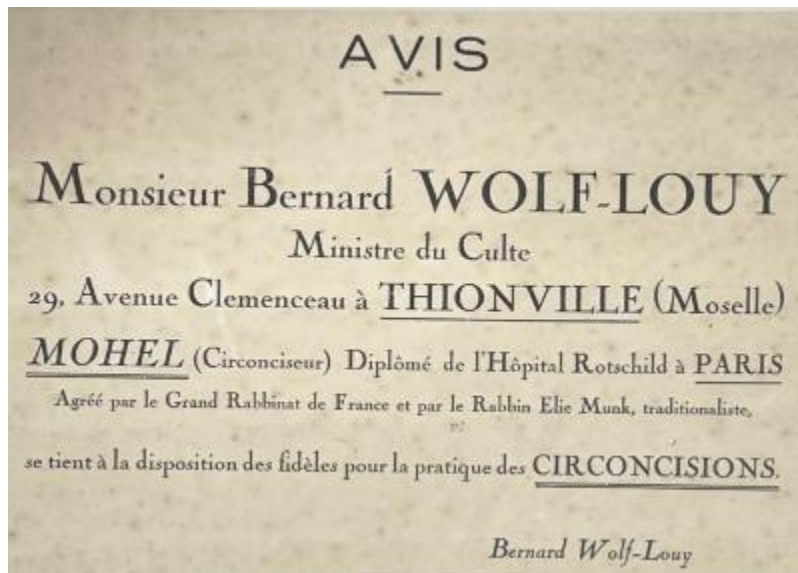 AVIS
Monsieur Bernard WOLF-LOUY
Ministre du Culte
29, Avenue Clemenceau à THIONVILLE (Moselle)
MOHEL (Circonciseur) Diplômé de l'Hôpital Rotschild à PARIS
Agréé par le Grand Rabbinat de France et par le Rabbin Elie Munk, traditionaliste,
se tient à la disposition des fidèles pour la pratique des CIRCONCISIONS.
Bernard Wolf-Louy